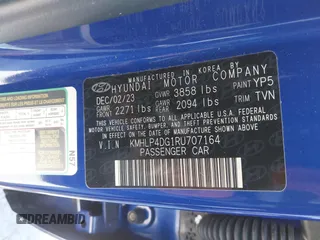 MANUFACTURED IN KOREA, BY
HYUNDAI MOTOR COMPANY
DEC/02/23 GVWR 3858 lbs PAINT YP5
GAWR FRONT 2271 lbs GAWR REAR 2094 lbs TRIM TVN
THIS VEHICLE CONFORMS TO ALL APPLICABLE U.S.A. FEDERAL
MOTOR VEHICLE SAFETY, BUMPER, AND THEFT PREVENTION
STANDARDS IN EFFECT ON THE DATE OF MANUFACTURE SHOWN ABOVE.
V.I.N. KMHLP4DG1RU707164
PASSENGER CAR
N57
DREAMBID